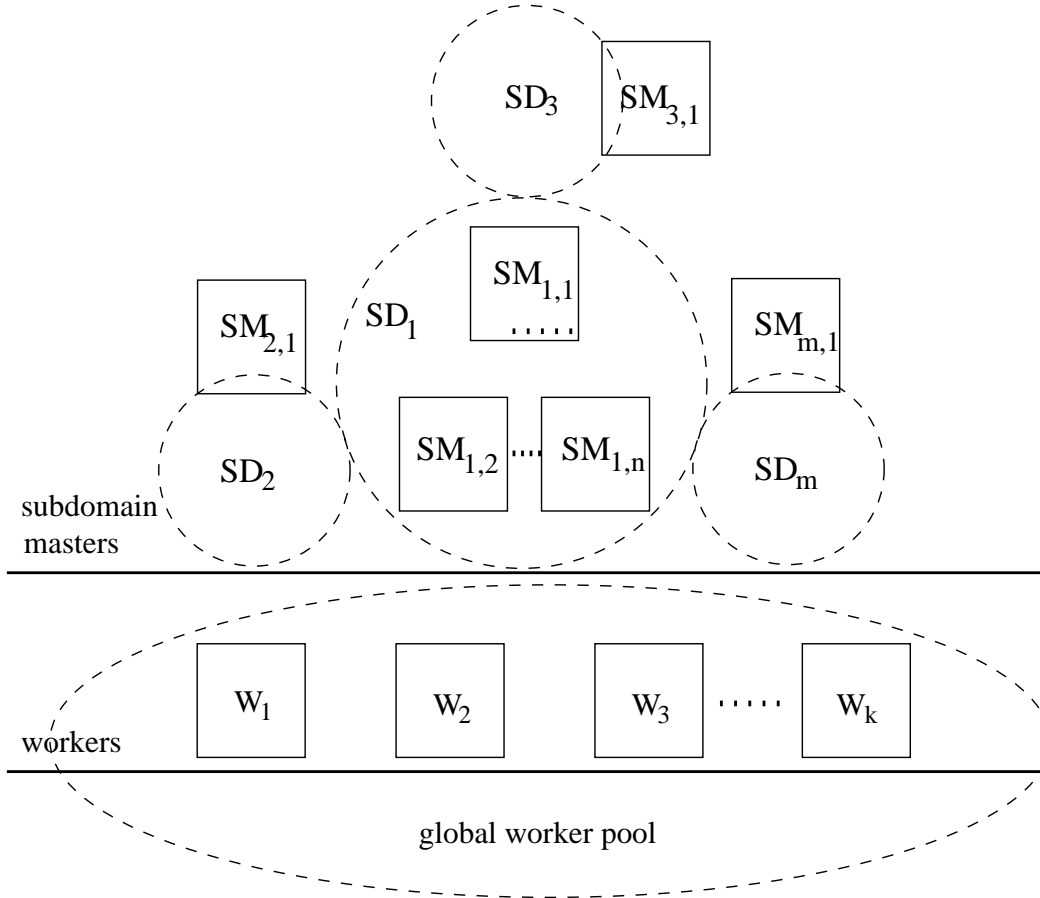 SD3
SM3,1
SM1,1
SD1
SM2,1
SMm,1
SM1,2
SM1,n
SD2
SDm
subdomain
masters
W1
W2
W3
Wk
workers
global worker pool